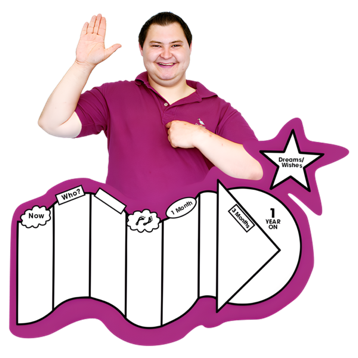 Dreams/
Wishes
Now
Who?
1 Month
3 Months
1
YEAR
ON